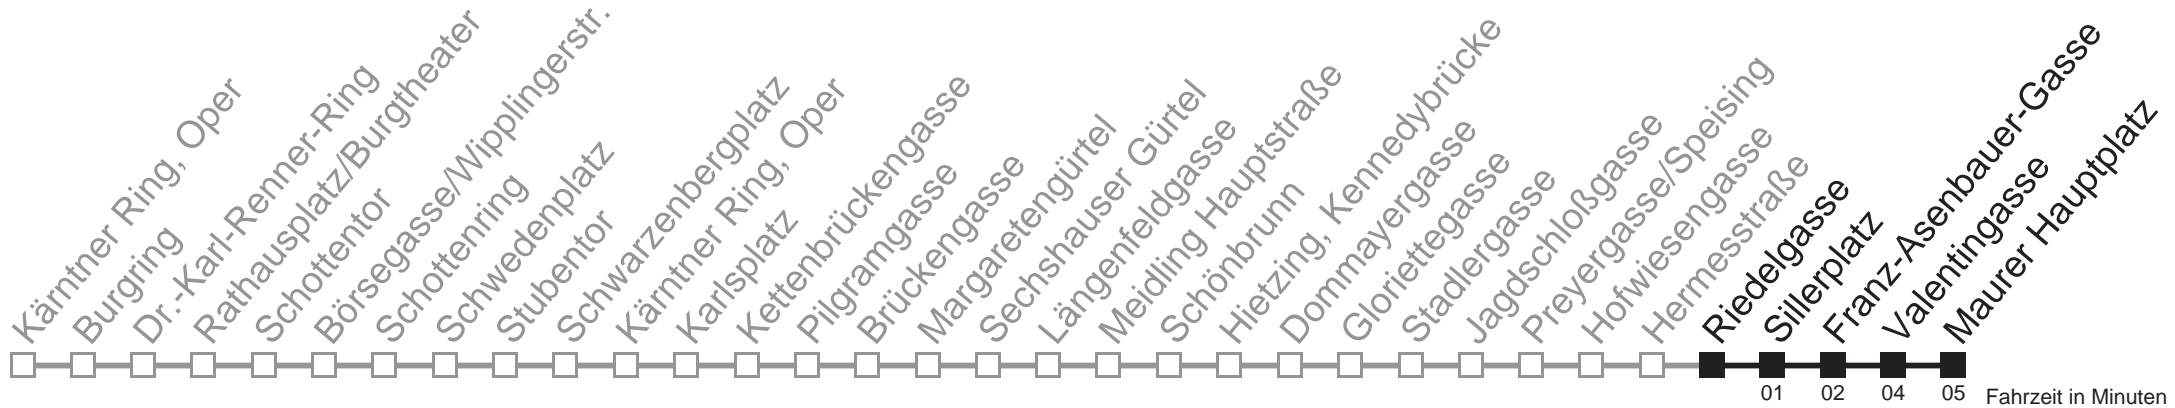 Kärntner Ring, Oper
Burgring
Dr.-Karl-Renner-Ring
Rathausplatz/Burgtheater
Schottentor
Börsegasse/Wipplingerstr.
Schottenring
Schwedenplatz
Stubentor
Schwarzenbergplatz
Kärntner Ring, Oper
Karlsplatz
Kettenbrückengasse
Pilgramgasse
Brückengasse
Margaretengürtel
Sechshauser Gürtel
Längenfeldgasse
Meidling Hauptstraße
Schönbrunn
Hietzing, Kennedybrücke
Dommayergasse
Gloriettegasse
Stadlergasse
Jagdschloßgasse
Preyergasse/Speising
Hofwiesengasse
Hermesstraße
Riedelgasse
Sillerplatz
Franz-Asenbauer-Gasse
Valentingasse
Maurer Hauptplatz
01 02 04 05 Fahrzeit in Minuten